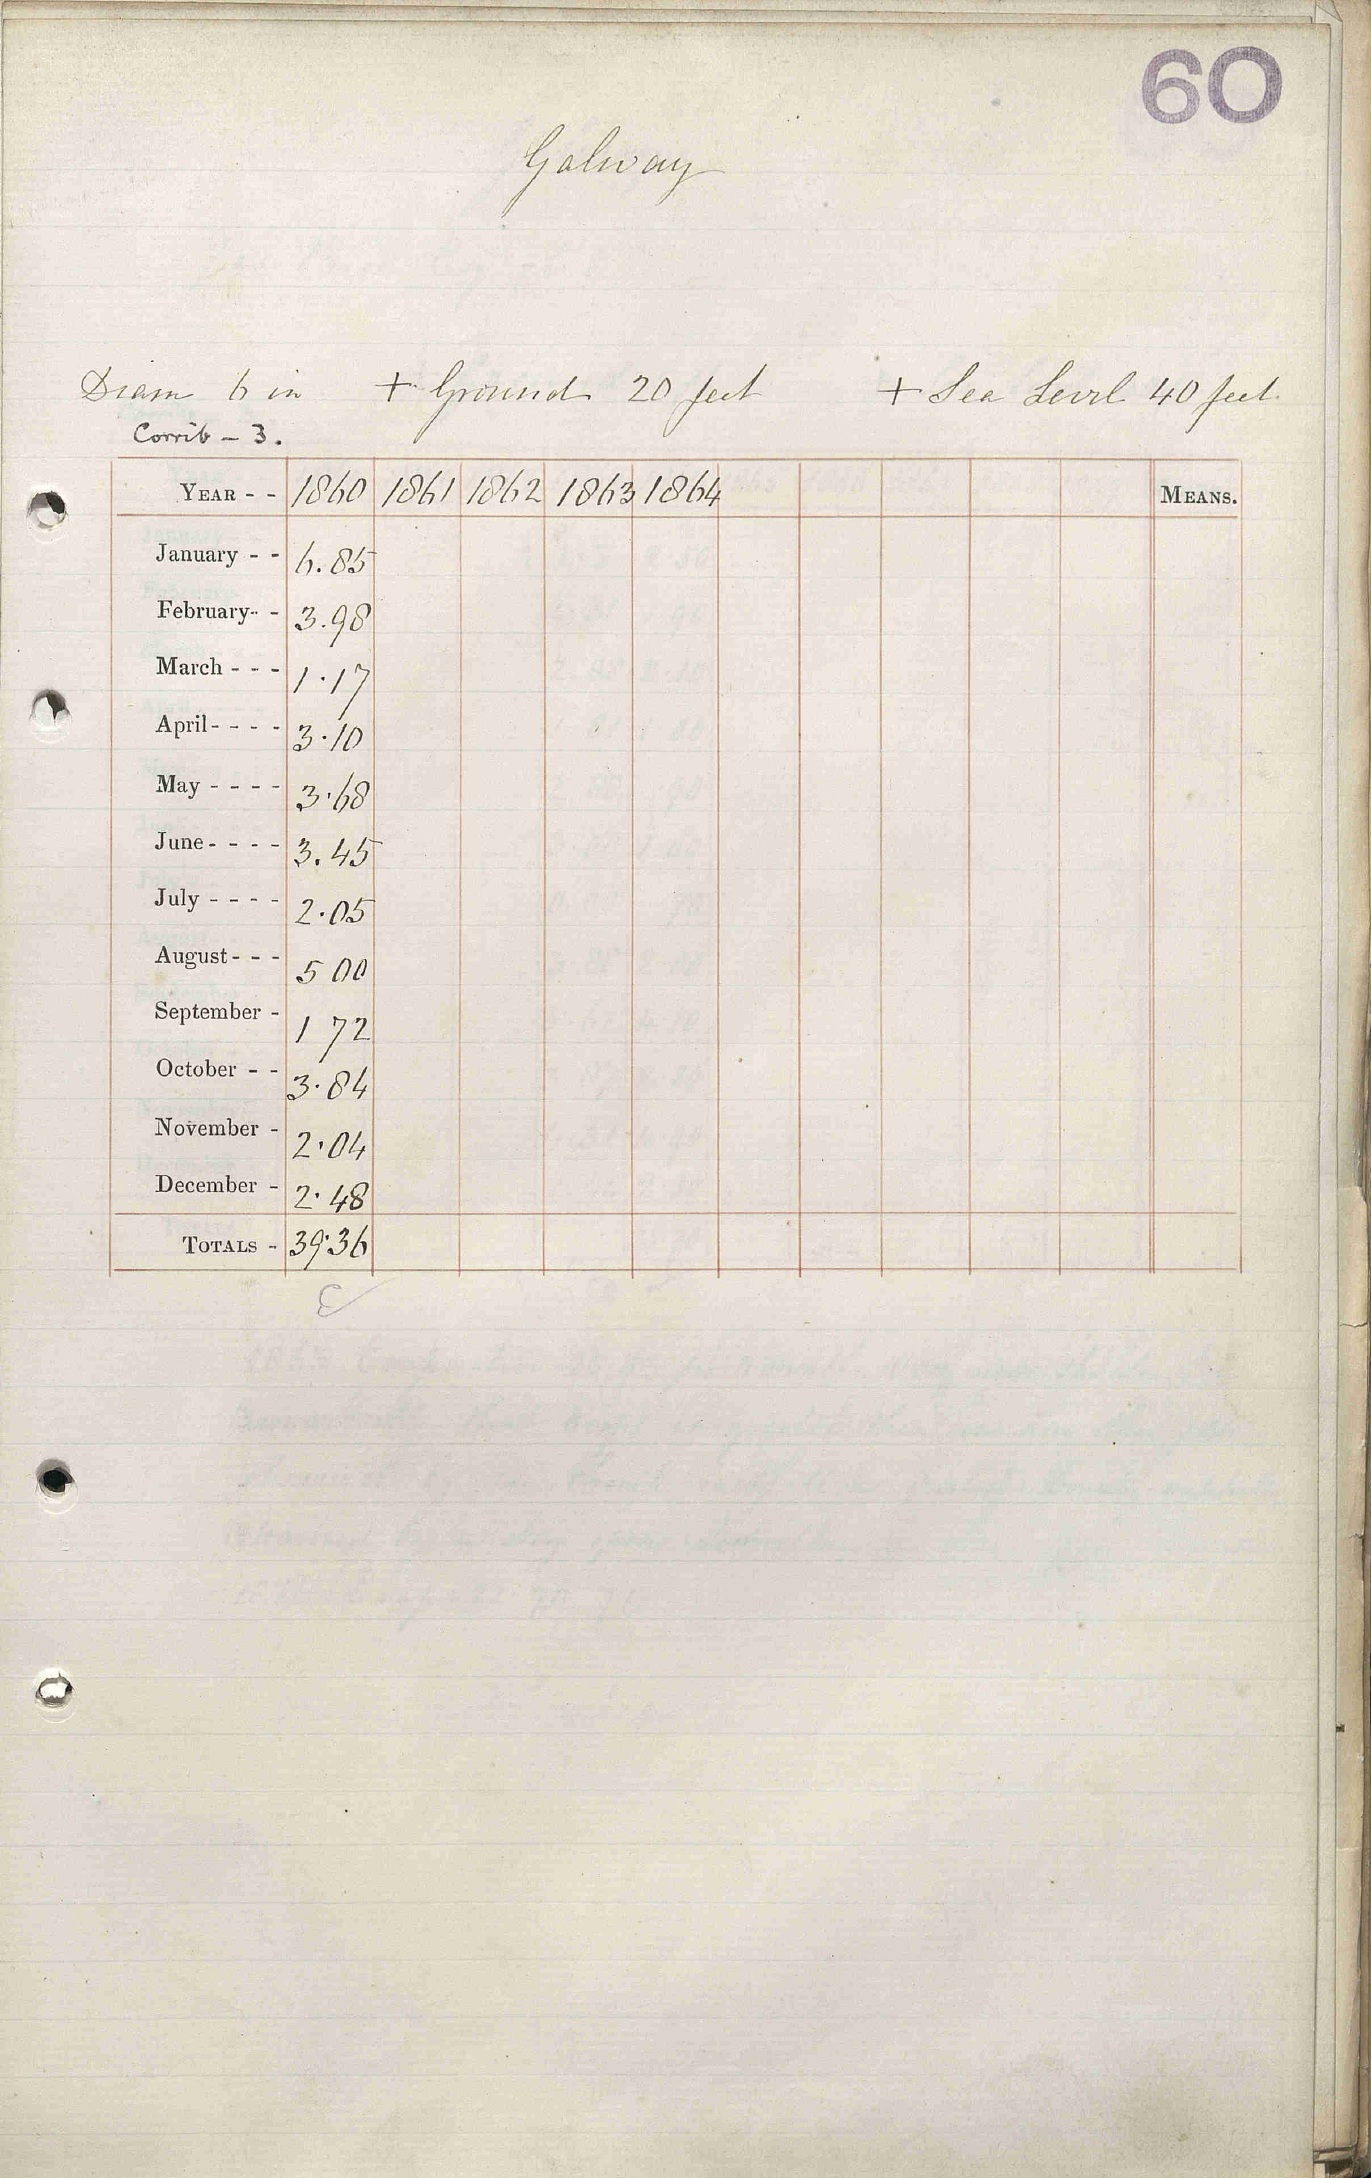 60
Galway
Diam 6 in + Ground 20 feet + Sea Level 40 feet
Corrib - 3.
YEAR - - 1860 1861 1862 1863 1864 MEANS.
January - - 6.85
February - - 3.98
March - - - 1.17
April - - - - 3.10
May - - - - 3.68
June - - - - 3.45
July - - - - 2.05
August - - - 5 00
September - 1 72
October - - 3.84
November - 2.04
December - 2.48
TOTALS - 39.36